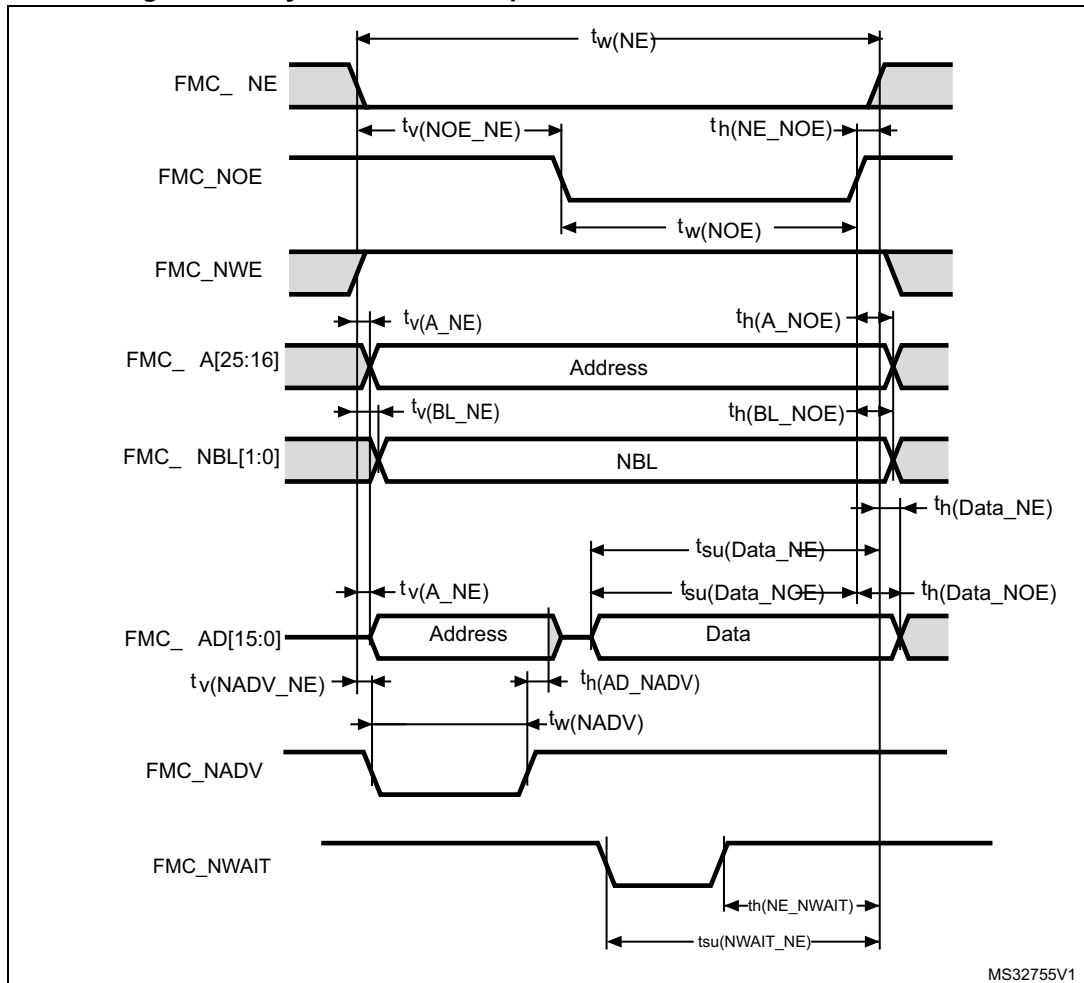 tw(NE)
FMC_ NE
tv(NOE_NE)
th(NE_NOE)
FMC_NOE
tw(NOE)
FMC_NWE
tv(A_NE)
th(A_NOE)
FMC_ A[25:16]
Address
tv(BL_NE)
th(BL_NOE)
FMC_ NBL[1:0]
NBL
th(Data_NE)
tsu(Data_NE)
tv(A_NE)
tsu(Data_NOE)
th(Data_NOE)
FMC_ AD[15:0]
Address
Data
tv(NADV_NE)
th(AD_NADV)
tw(NADV)
FMC_NADV
FMC_NWAIT
th(NE_NWAIT)
tsu(NWAIT_NE)
MS32755V1